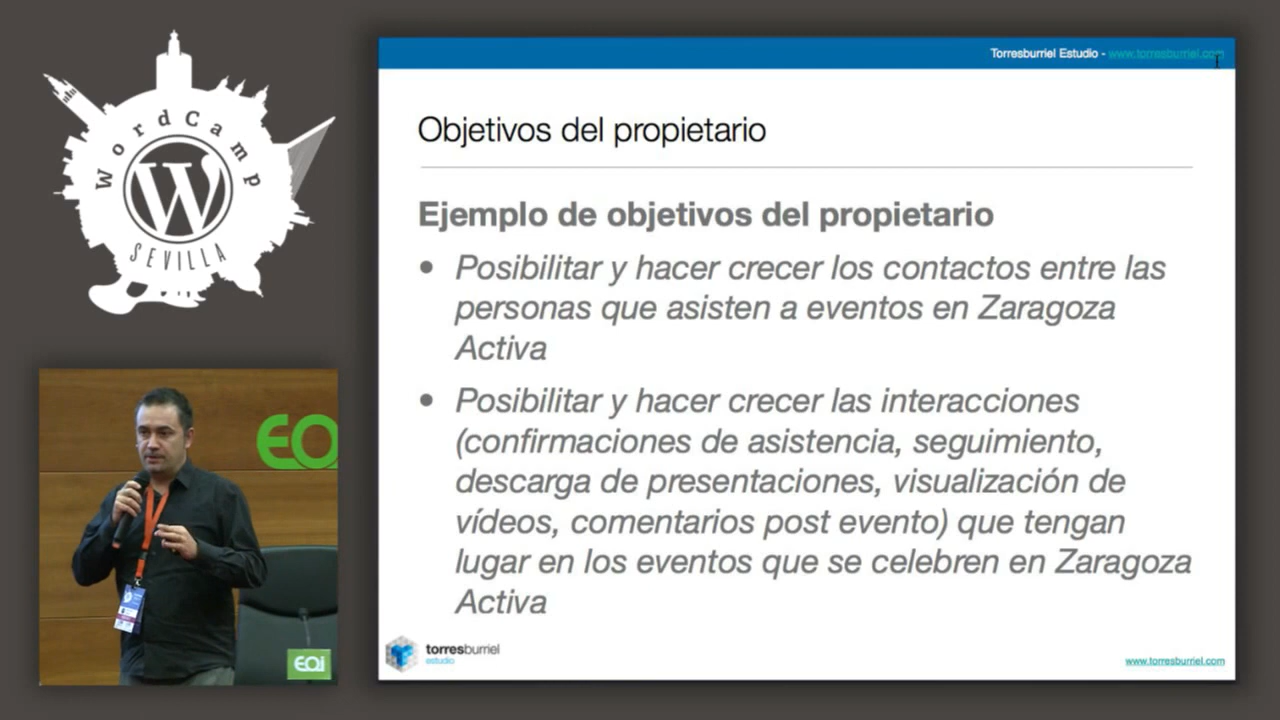 WordCamp
SEVILLA
EOi
EOi
Torresburriel Estudio - www.torresburriel.com
Objetivos del propietario
Ejemplo de objetivos del propietario
• Posibilitar y hacer crecer los contactos entre las
personas que asisten a eventos en Zaragoza
Activa
• Posibilitar y hacer crecer las interacciones
(confirmaciones de asistencia, seguimiento,
descarga de presentaciones, visualización de
vídeos, comentarios post evento) que tengan
lugar en los eventos que se celebren en Zaragoza
Activa
torresburriel
estudio
www.torresburriel.com